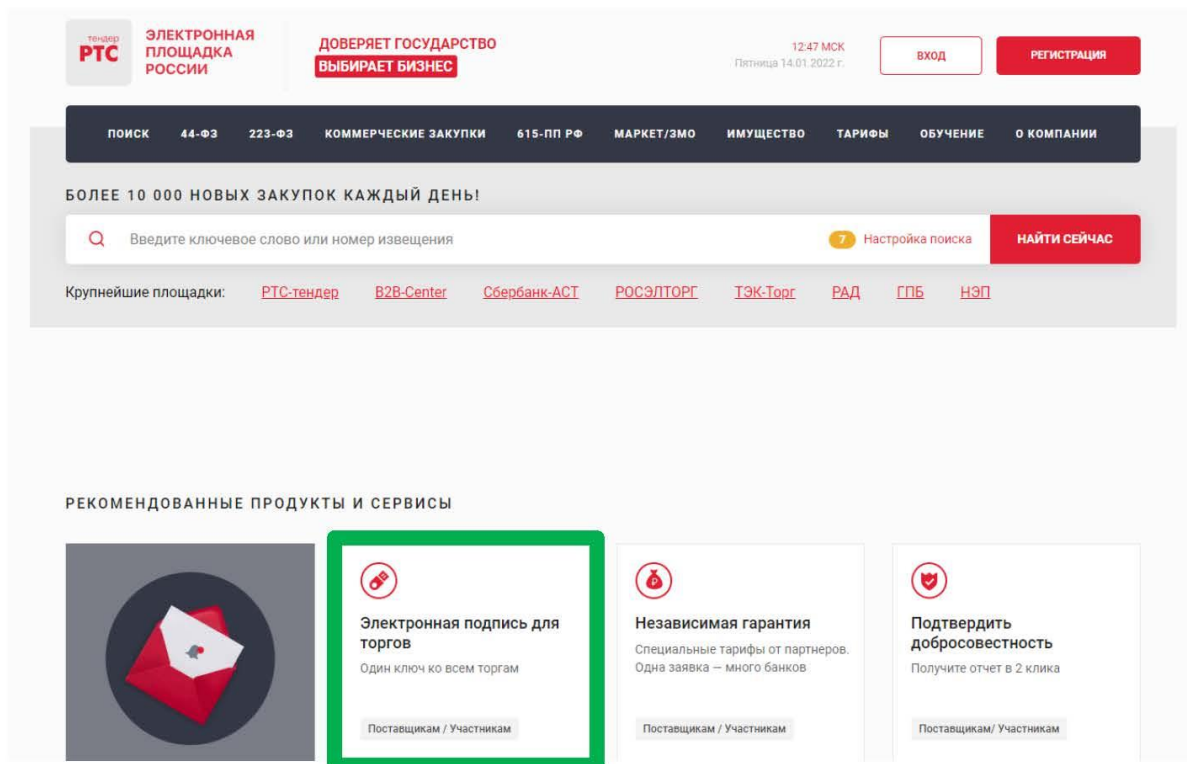 тендер
РТС
ЭЛЕКТРОННАЯ
ПЛОЩАДКА
РОССИИ
ДОВЕРЯЕТ ГОСУДАРСТВО
ВЫБИРАЕТ БИЗНЕС
12:47 МСК
Пятница 14.01.2022 г.
ВХОД
РЕГИСТРАЦИЯ
ПОИСК 44-ФЗ 223-ФЗ КОММЕРЧЕСКИЕ ЗАКУПКИ 615-ПП РФ МАРКЕТ/ЗМО ИМУЩЕСТВО ТАРИФЫ ОБУЧЕНИЕ О КОМПАНИИ
БОЛЕЕ 10 000 НОВЫХ ЗАКУПОК КАЖДЫЙ ДЕНЬ!
Введите ключевое слово или номер извещения 7 Настройка поиска НАЙТИ СЕЙЧАС
Крупнейшие площадки: РТС-тендер B2B-Center Сбербанк-АСТ РОСЭЛТОРГ ТЭК-Торг РАД ГПБ НЭП
РЕКОМЕНДОВАННЫЕ ПРОДУКТЫ И СЕРВИСЫ
Электронная подпись для
торгов
Один ключ ко всем торгам
Поставщикам / Участникам
Независимая гарантия
Специальные тарифы от партнеров.
Одна заявка — много банков
Поставщикам / Участникам
Подтвердить
добросовестность
Получите отчет в 2 клика
Поставщикам/ Участникам